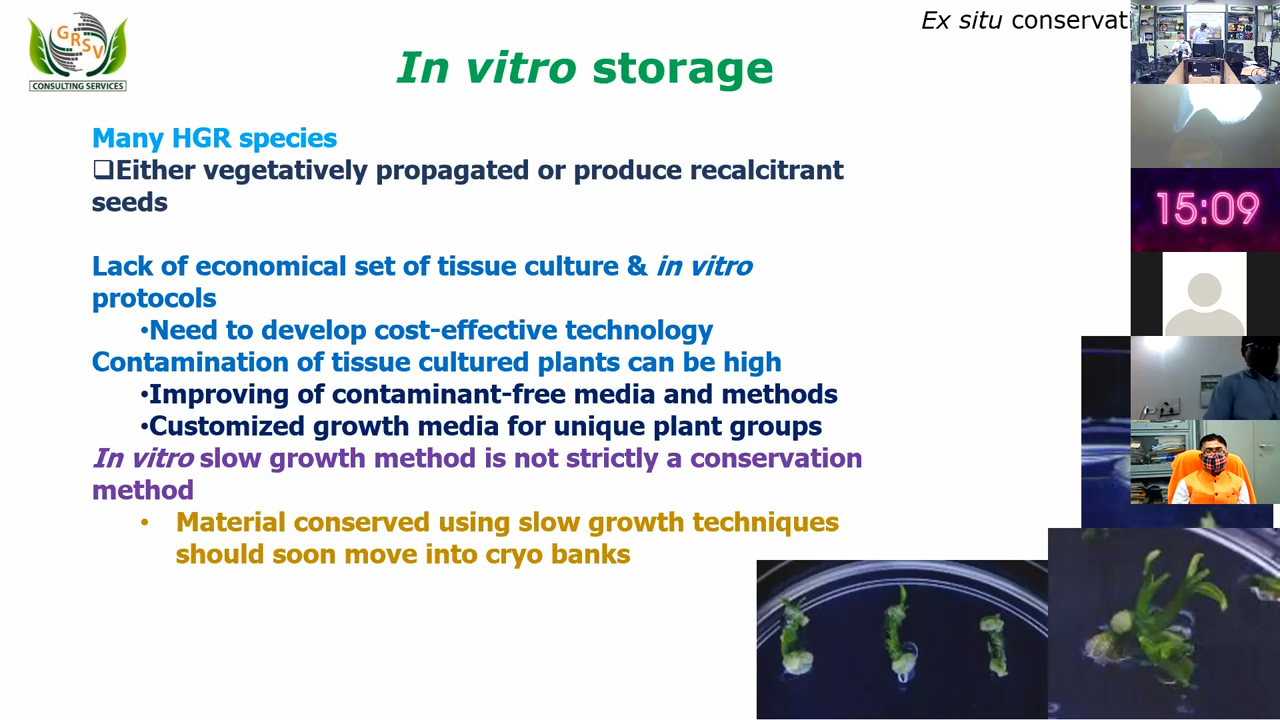 GRSV
CONSULTING SERVICES
Ex situ conservati
In vitro storage
15:09
Many HGR species
❑Either vegetatively propagated or produce recalcitrant
seeds
Lack of economical set of tissue culture & in vitro
protocols
•Need to develop cost-effective technology
Contamination of tissue cultured plants can be high
•Improving of contaminant-free media and methods
•Customized growth media for unique plant groups
In vitro slow growth method is not strictly a conservation
method
• Material conserved using slow growth techniques
should soon move into cryo banks